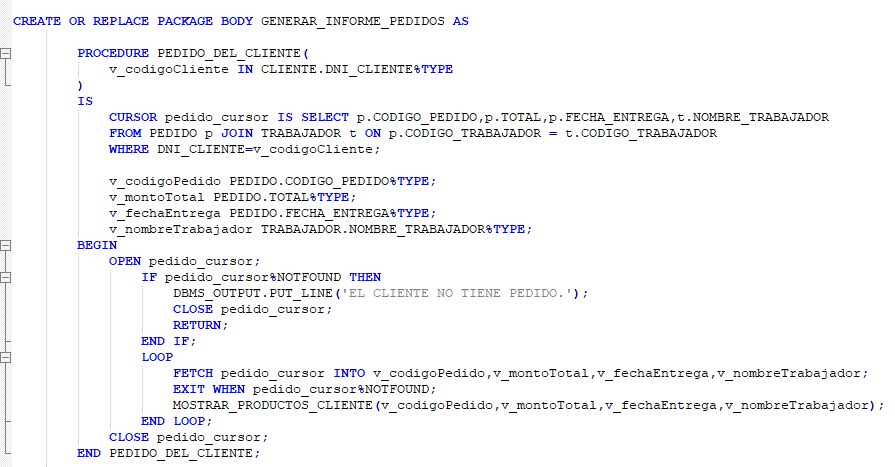 CREATE OR REPLACE PACKAGE BODY GENERAR_INFORME_PEDIDOS AS
PROCEDURE PEDIDO_DEL_CLIENTE(
v_codigoCliente IN CLIENTE.DNI_CLIENTE%TYPE
)
IS
CURSOR pedido_cursor IS SELECT p.CODIGO_PEDIDO,p.TOTAL,p.FECHA_ENTREGA,t.NOMBRE_TRABAJADOR
FROM PEDIDO p JOIN TRABAJADOR t ON p.CODIGO_TRABAJADOR = t.CODIGO_TRABAJADOR
WHERE DNI_CLIENTE=v_codigoCliente;
v_codigoPedido PEDIDO.CODIGO_PEDIDO%TYPE;
v_montoTotal PEDIDO.TOTAL%TYPE;
v_fechaEntrega PEDIDO.FECHA_ENTREGA%TYPE;
v_nombreTrabajador TRABAJADOR.NOMBRE_TRABAJADOR%TYPE;
BEGIN
OPEN pedido_cursor;
IF pedido_cursor%NOTFOUND THEN
DBMS_OUTPUT.PUT_LINE('EL CLIENTE NO TIENE PEDIDO.');
CLOSE pedido_cursor;
RETURN;
END IF;
LOOP
FETCH pedido_cursor INTO v_codigoPedido,v_montoTotal,v_fechaEntrega,v_nombreTrabajador;
EXIT WHEN pedido_cursor%NOTFOUND;
MOSTRAR_PRODUCTOS_CLIENTE(v_codigoPedido,v_montoTotal,v_fechaEntrega,v_nombreTrabajador);
END LOOP;
CLOSE pedido_cursor;
END PEDIDO_DEL_CLIENTE;